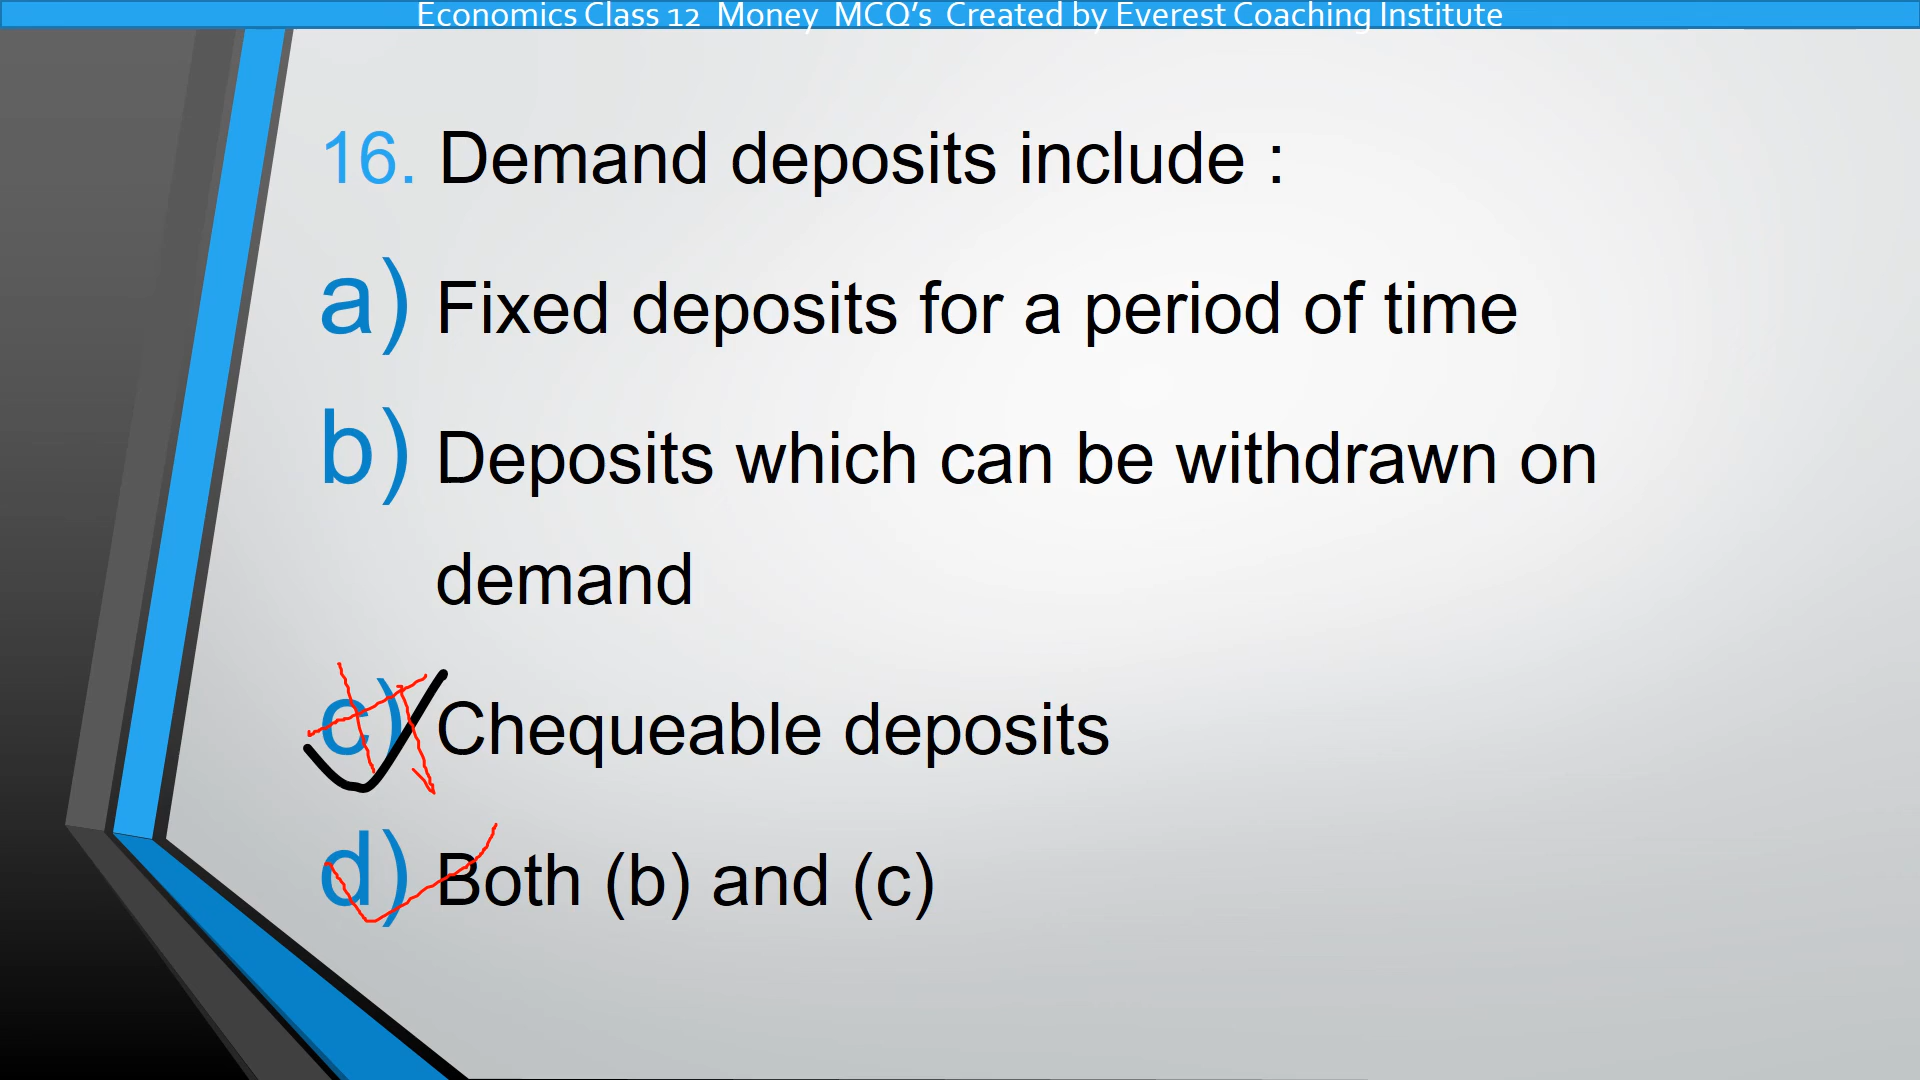 Economics Class 12 Money MCQ's Created by Everest Coaching Institute
16. Demand deposits include :
a) Fixed deposits for a period of time
b) Deposits which can be withdrawn on
demand
c) Chequeable deposits
d) Both (b) and (c)